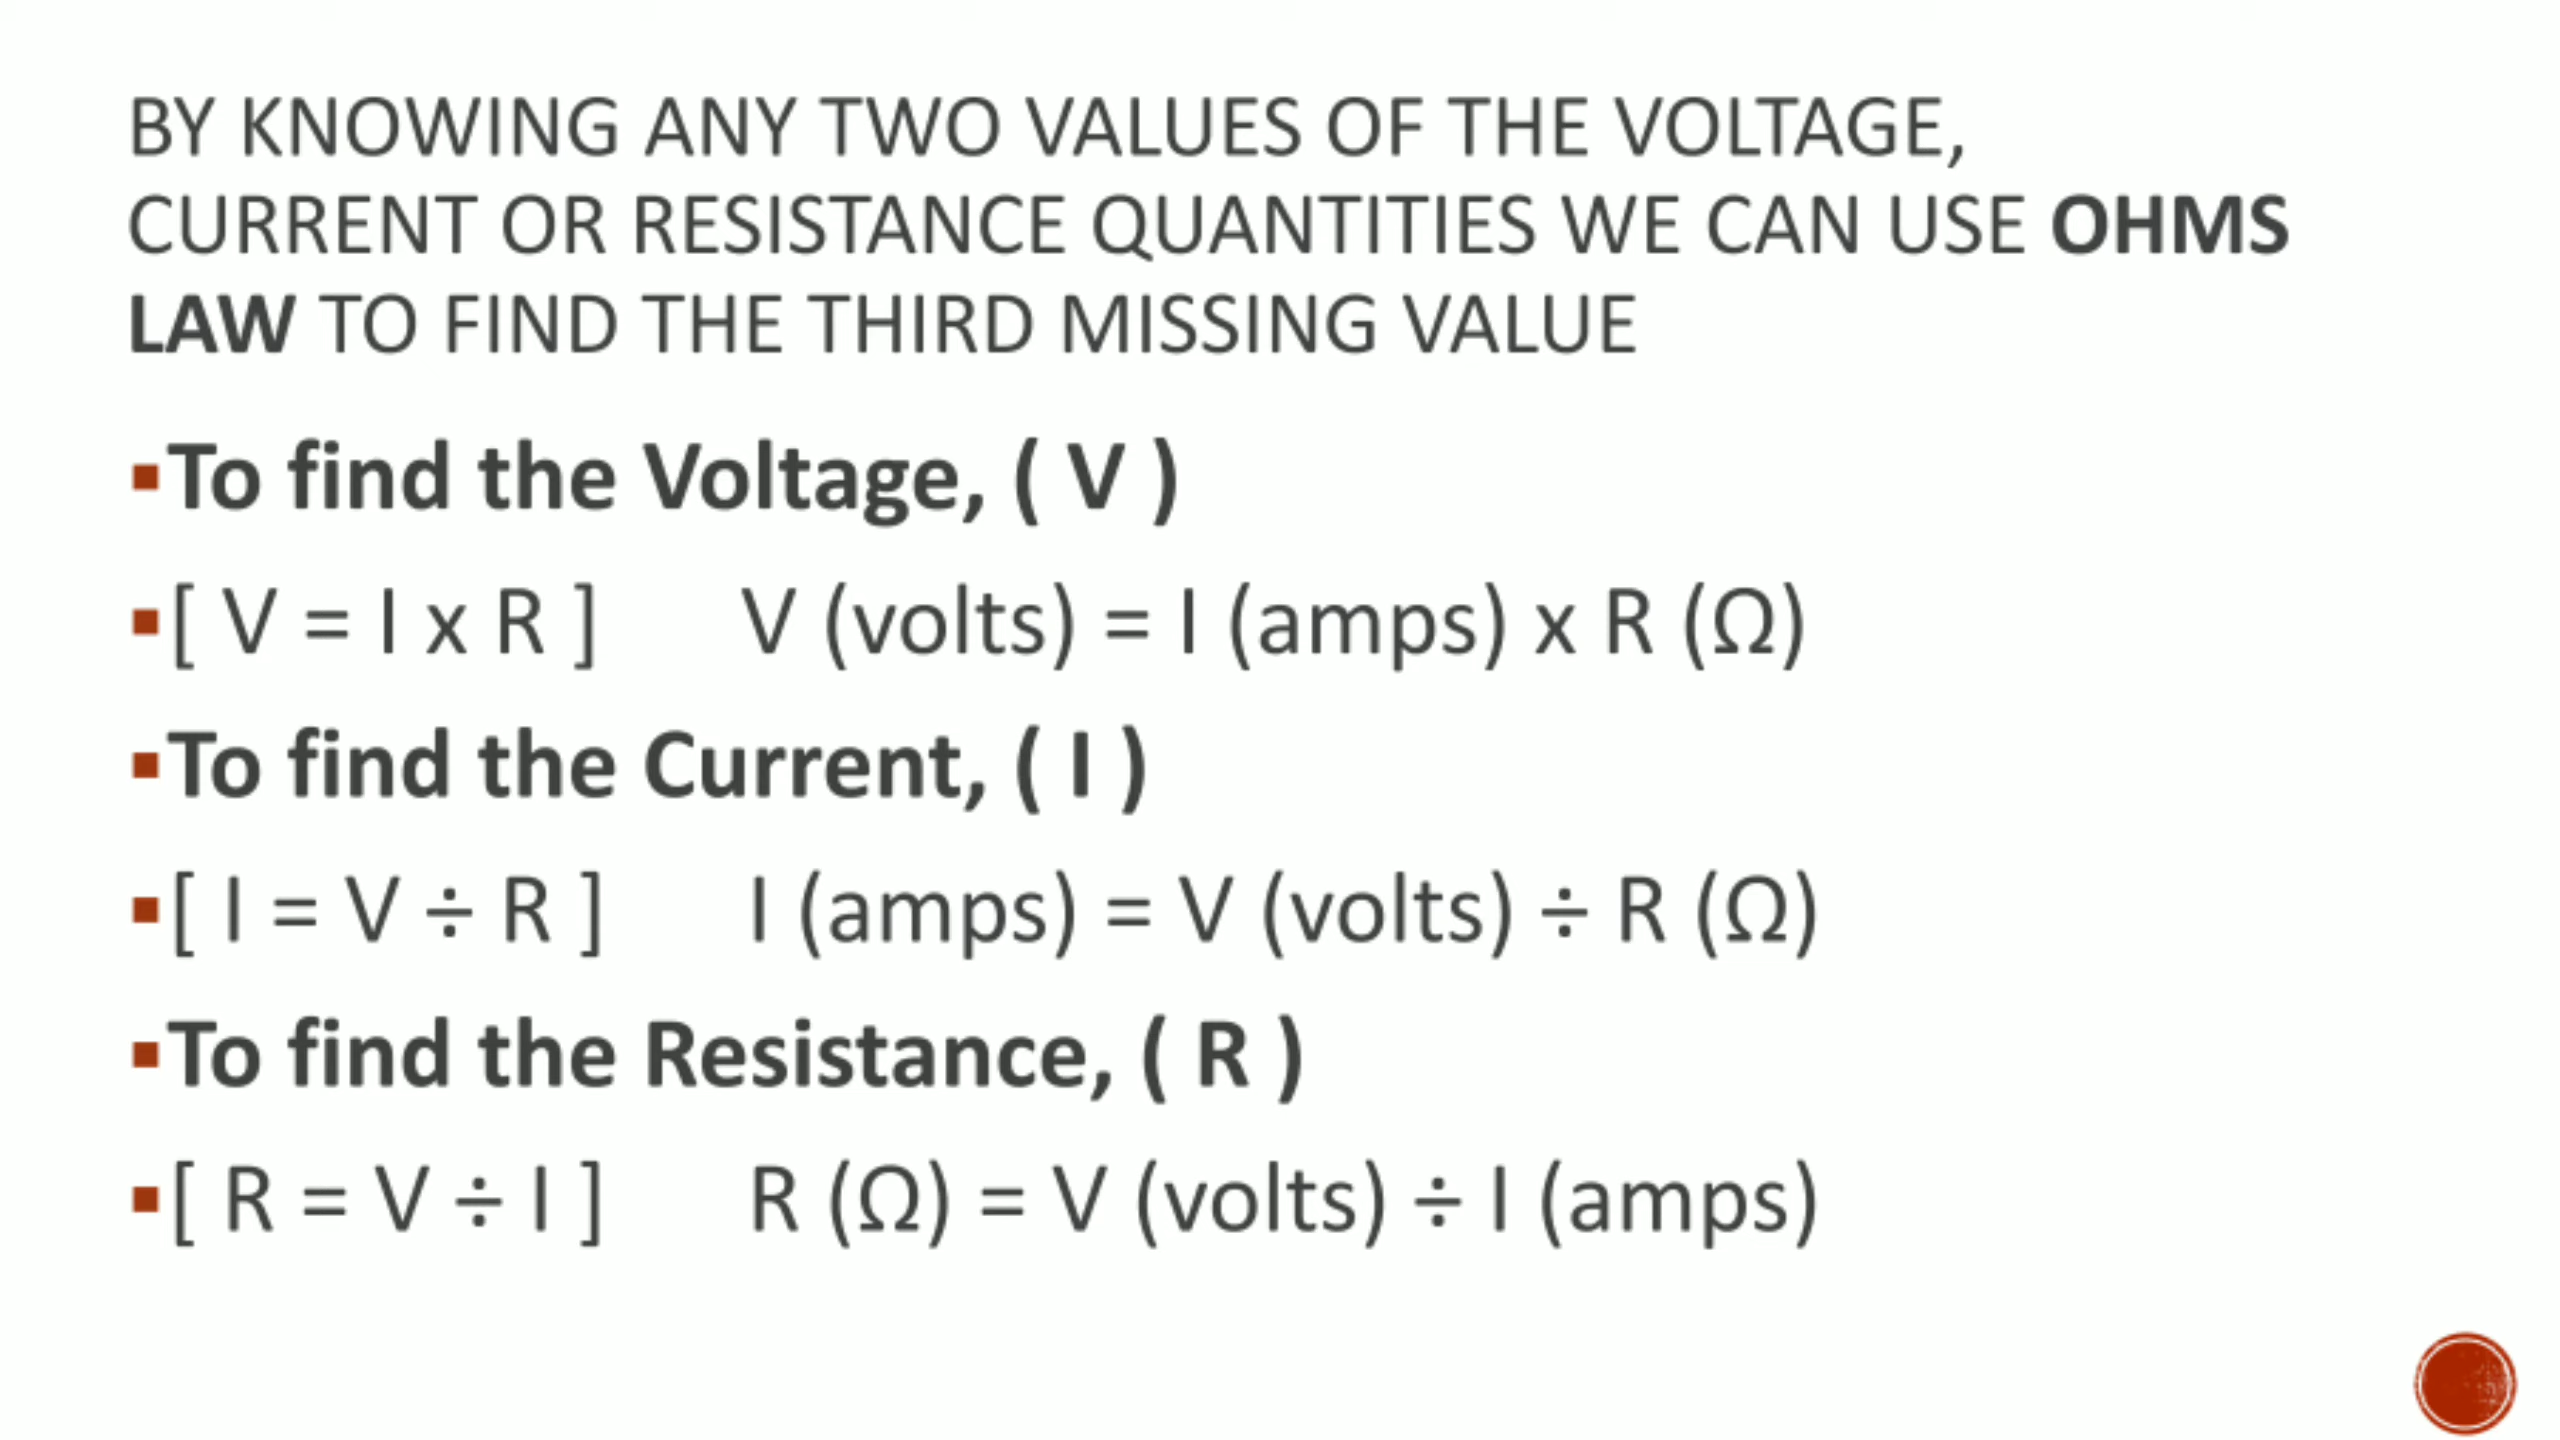 BY KNOWING ANY TWO VALUES OF THE VOLTAGE,
CURRENT OR RESISTANCE QUANTITIES WE CAN USE OHMS
LAW TO FIND THE THIRD MISSING VALUE
▪To find the Voltage, ( V )
▪[ V = I x R ] V (volts) = I (amps) x R (Ω)
▪To find the Current, ( I )
▪[ I = V ÷ R ] I (amps) = V (volts) ÷ R (Ω)
▪To find the Resistance, ( R )
▪[ R = V ÷ I ] R (Ω) = V (volts) ÷ I (amps)